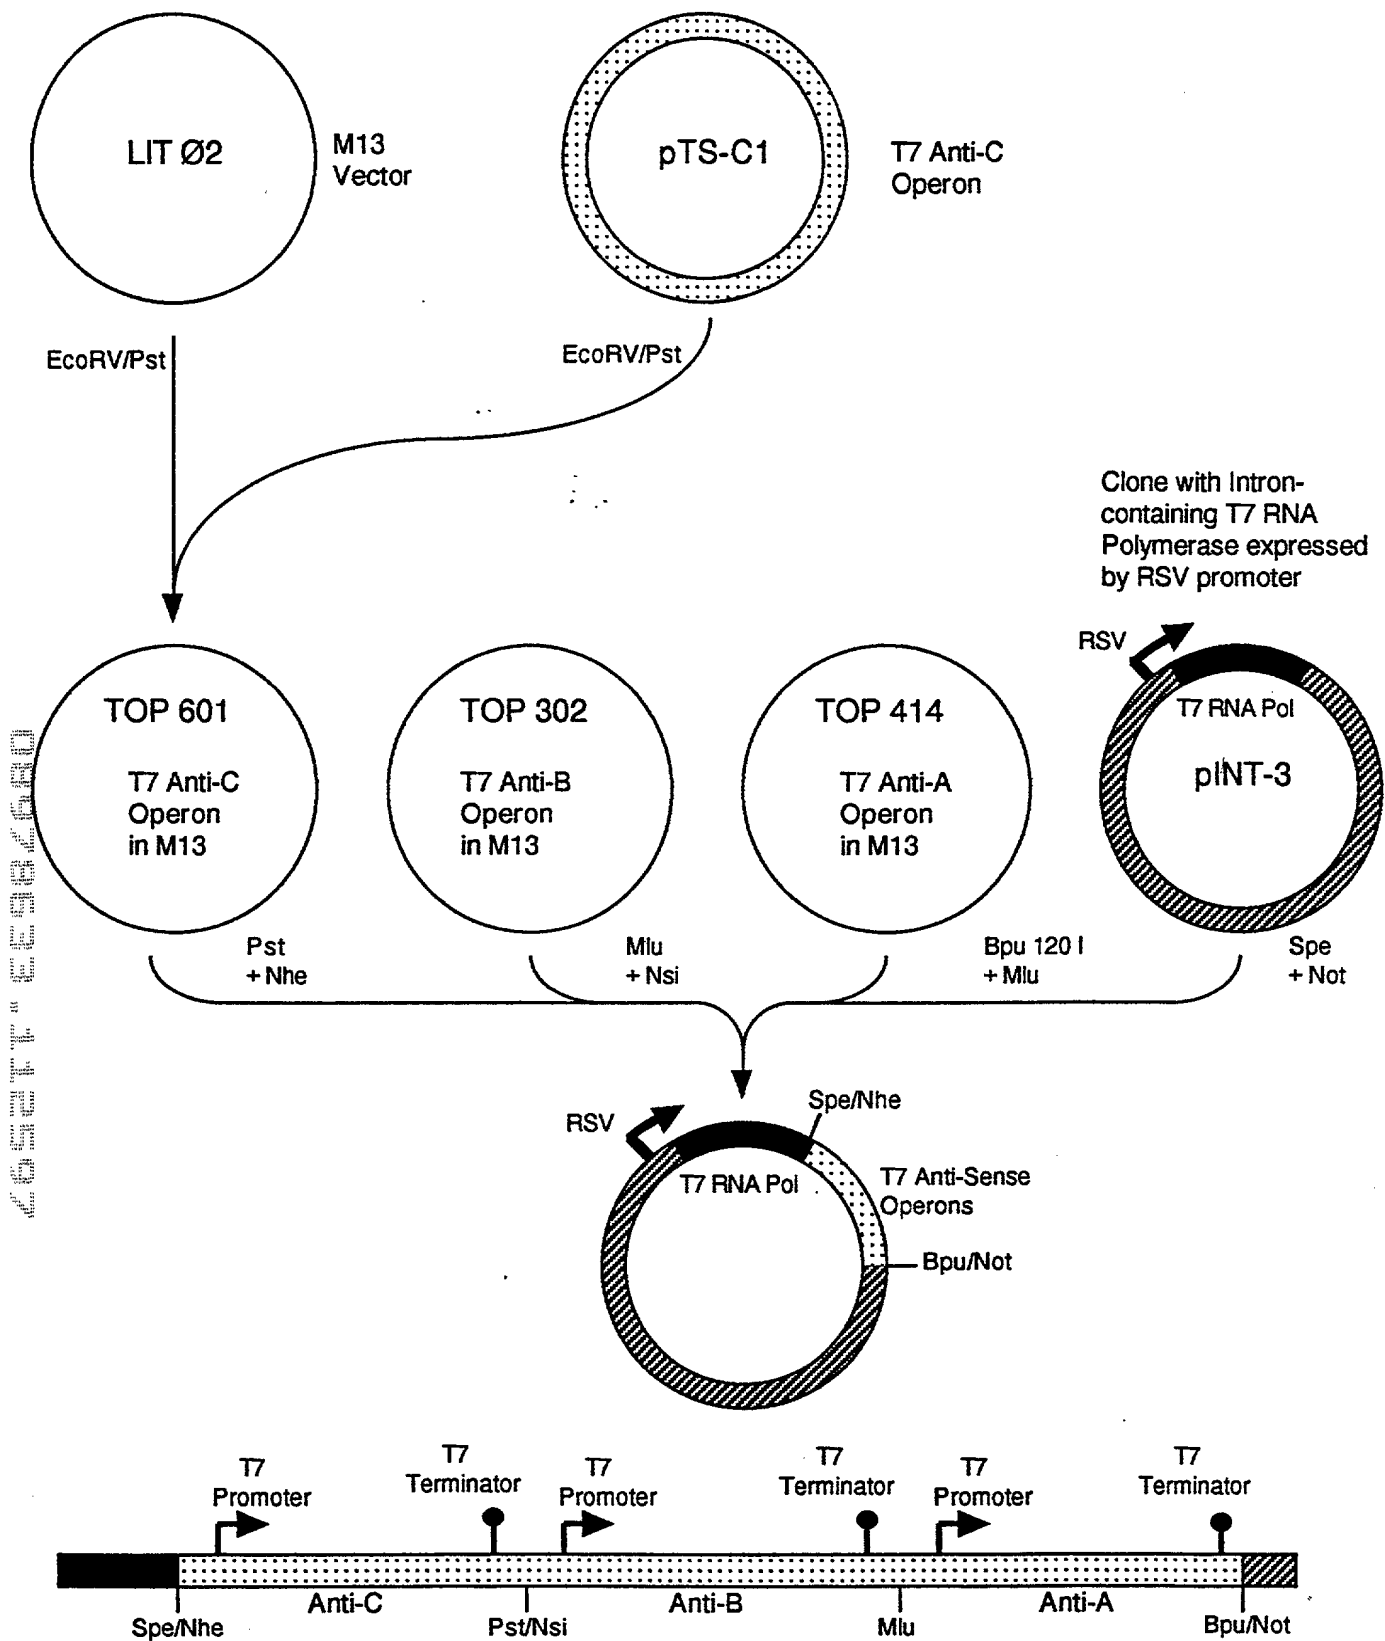 LIT Ø2
M13
Vector
pTS-C1
T7 Anti-C
Operon
EcoRV/Pst
EcoRV/Pst
Clone with Intron-
containing T7 RNA
Polymerase expressed
by RSV promoter
RSV
TOP 601
T7 Anti-C
Operon
in M13
TOP 302
T7 Anti-B
Operon
in M13
TOP 414
T7 Anti-A
Operon
in M13
T7 RNA Pol
pINT-3
Pst
+ Nhe
Mlu
+ Nsi
Bpu 120 I
+ Mlu
Spe
+ Not
RSV
Spe/Nhe
T7 RNA Pol
T7 Anti-Sense
Operons
Bpu/Not
T7
Promoter
T7
Terminator
T7
Promoter
T7
Terminator
T7
Promoter
T7
Terminator
Anti-C
Anti-B
Anti-A
Spe/Nhe
Pst/Nsi
Mlu
Bpu/Not